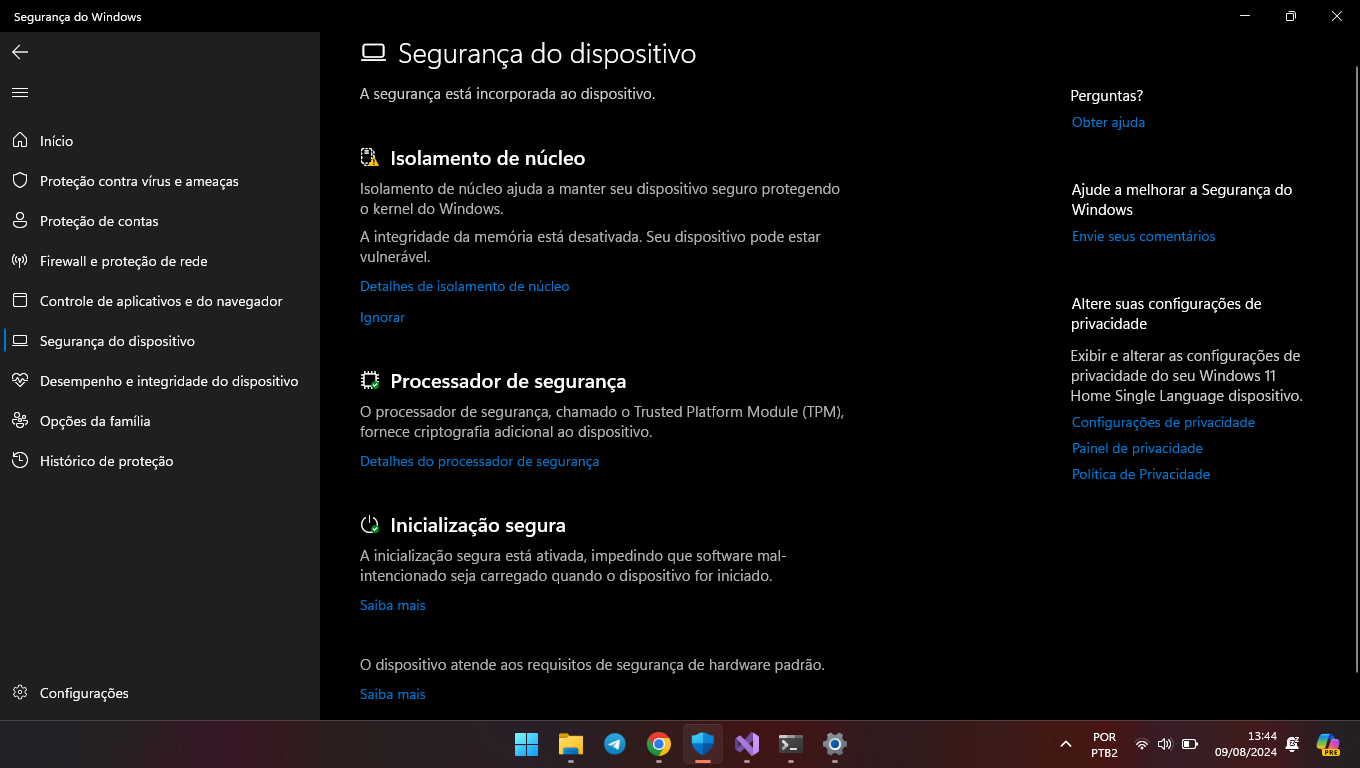 Segurança do Windows
Início
Proteção contra vírus e ameaças
Proteção de contas
Firewall e proteção de rede
Controle de aplicativos e do navegador
Segurança do dispositivo
Desempenho e integridade do dispositivo
Opções da família
Histórico de proteção
Configurações
Segurança do dispositivo
A segurança está incorporada ao dispositivo.
Isolamento de núcleo
Isolamento de núcleo ajuda a manter seu dispositivo seguro protegendo
o kernel do Windows.
A integridade da memória está desativada. Seu dispositivo pode estar
vulnerável.
Detalhes de isolamento de núcleo
Ignorar
Processador de segurança
O processador de segurança, chamado o Trusted Platform Module (TPM),
fornece criptografia adicional ao dispositivo.
Detalhes do processador de segurança
Inicialização segura
A inicialização segura está ativada, impedindo que software mal-
intencionado seja carregado quando o dispositivo for iniciado.
Saiba mais
O dispositivo atende aos requisitos de segurança de hardware padrão.
Saiba mais
Perguntas?
Obter ajuda
Ajude a melhorar a Segurança do
Windows
Envie seus comentários
Altere suas configurações de
privacidade
Exibir e alterar as configurações de
privacidade do seu Windows 11
Home Single Language dispositivo.
Configurações de privacidade
Painel de privacidade
Política de Privacidade
POR
PTB2
13:44
09/08/2024
PRE